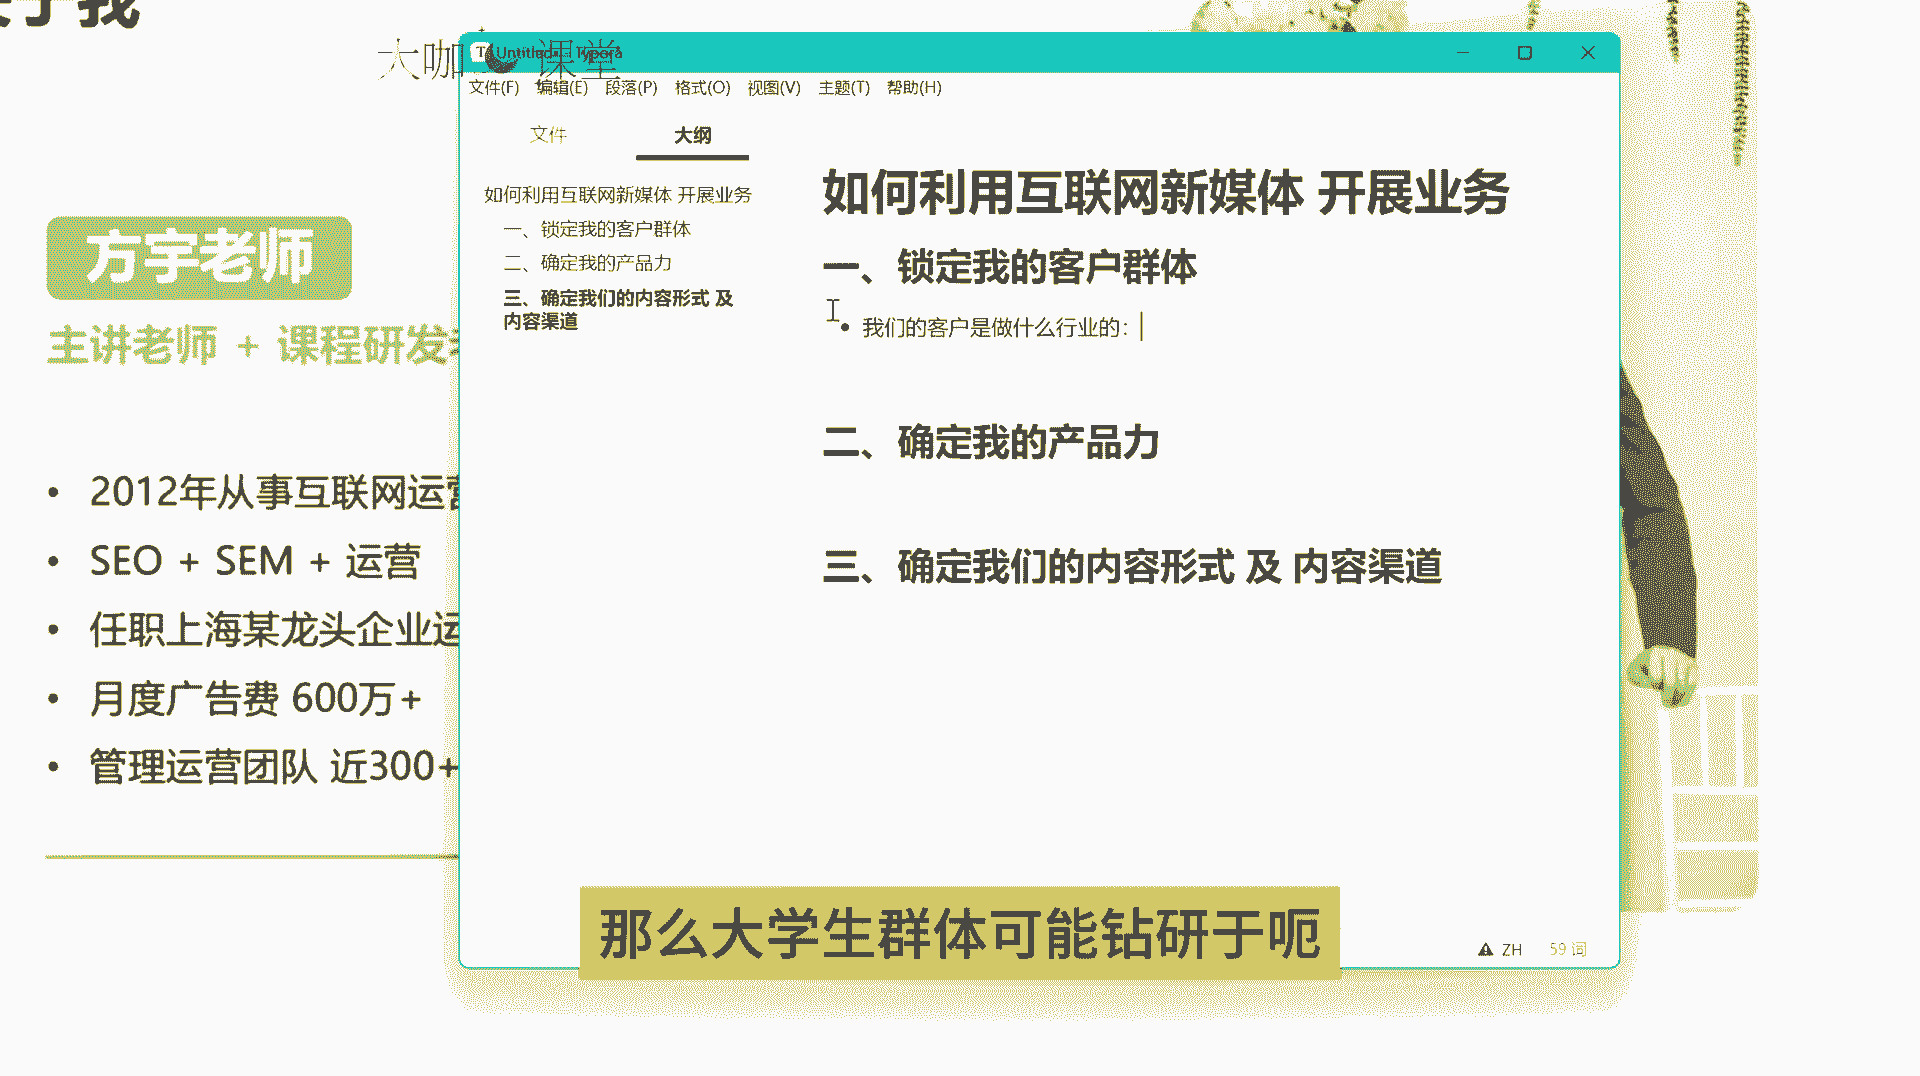 关于我
大咖课堂
Untitled - Typora
文件(F) 编辑(E) 段落(P) 格式(O) 视图(V) 主题(T) 帮助(H)
文件 大纲
如何利用互联网新媒体 开展业务
一、锁定我的客户群体
二、确定我的产品力
三、确定我们的内容形式 及
内容渠道
如何利用互联网新媒体 开展业务
一、锁定我的客户群体
• 我们的客户是做什么行业的：
二、确定我的产品力
三、确定我们的内容形式 及 内容渠道
ZH 59 词
方宇老师
主讲老师 + 课程研发
• 2012年从事互联网运营
• SEO + SEM + 运营
• 任职上海某龙头企业运
• 月度广告费 600万+
• 管理运营团队 近300+
那么大学生群体可能钻研于呃